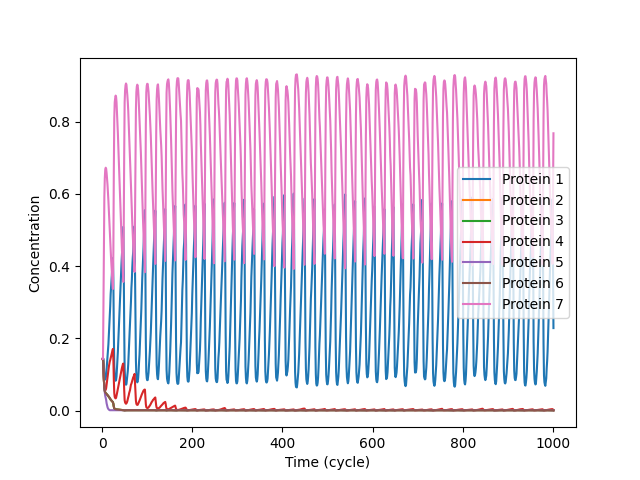 0.8
0.6
0.4
0.2
0.0
Concentration
0 200 400 600 800 1000
Time (cycle)
Protein 1
Protein 2
Protein 3
Protein 4
Protein 5
Protein 6
Protein 7